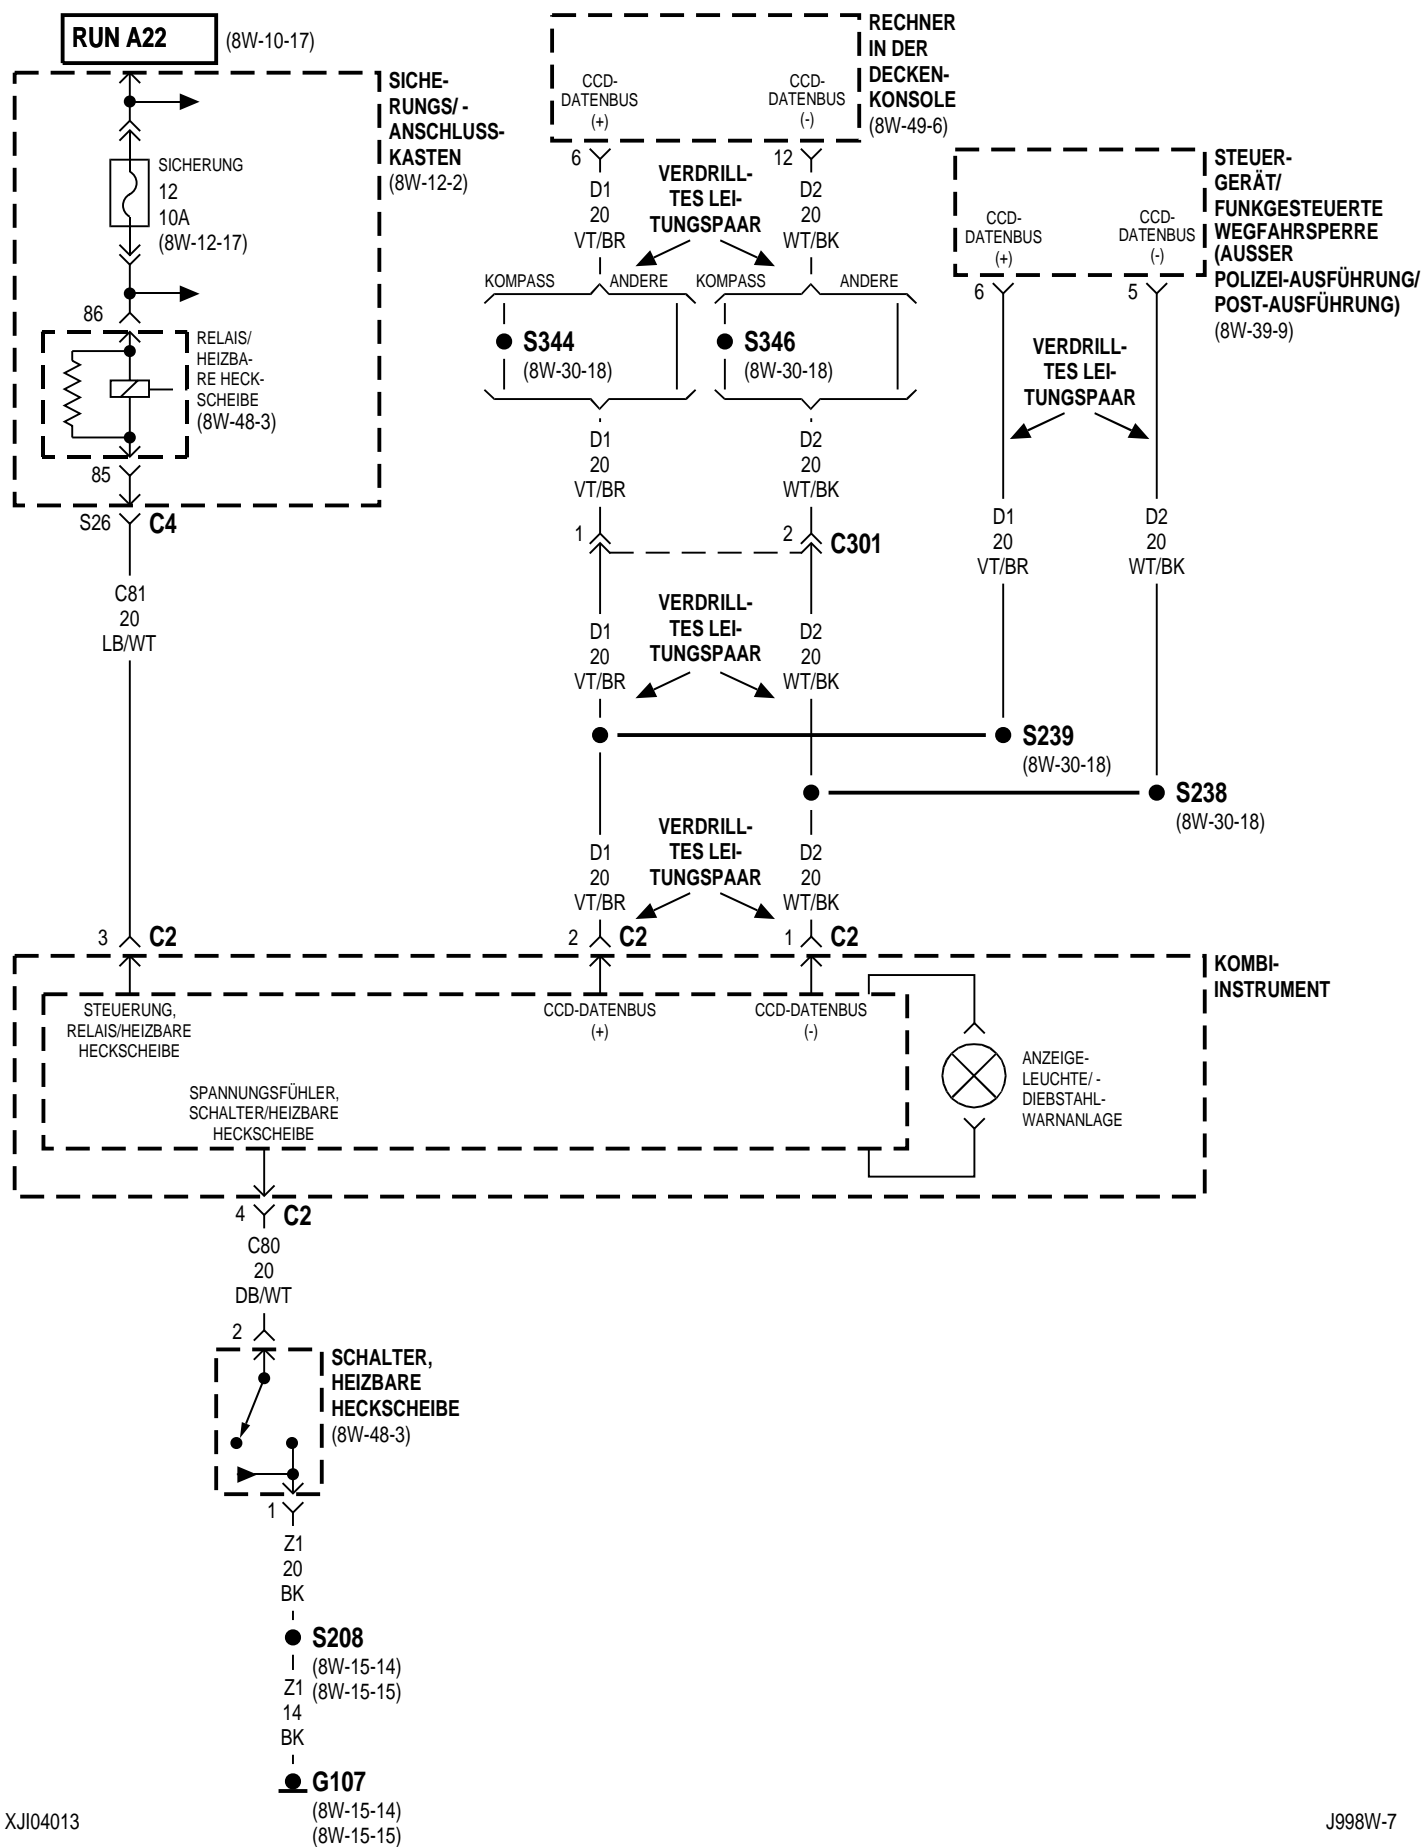 RUN A22
(8W-10-17)
SICHE-
RUNGS/ -
ANSCHLUSS-
KASTEN
(8W-12-2)
SICHERUNG
12
10A
(8W-12-17)
86
RELAIS/
HEIZBA-
RE HECK-
SCHEIBE
(8W-48-3)
85
S26
C4
C81
20
LB/WT
3
C2
RECHNER
IN DER
DECKEN-
KONSOLE
(8W-49-6)
CCD-
DATENBUS
(+)
CCD-
DATENBUS
(-)
6
12
D1
20
VT/BR
VERDRILL-
TES LEI-
TUNGSPAAR
D2
20
WT/BK
KOMPASS
ANDERE
KOMPASS
ANDERE
S344
(8W-30-18)
S346
(8W-30-18)
D1
20
VT/BR
D2
20
WT/BK
1
2
C301
D1
20
VT/BR
VERDRILL-
TES LEI-
TUNGSPAAR
D2
20
WT/BK
STEUER-
GERÄT/
FUNKGESTEUERTE
WEGFAHRSPERRE
(AUSSER
POLIZEI-AUSFÜHRUNG/
POST-AUSFÜHRUNG)
(8W-39-9)
CCD-
DATENBUS
(+)
CCD-
DATENBUS
(-)
6
5
VERDRILL-
TES LEI-
TUNGSPAAR
D1
20
VT/BR
D2
20
WT/BK
S239
(8W-30-18)
S238
(8W-30-18)
D1
20
VT/BR
VERDRILL-
TES LEI-
TUNGSPAAR
D2
20
WT/BK
2
C2
1
C2
KOMBI-
INSTRUMENT
STEUERUNG,
RELAIS/HEIZBARE
HECKSCHEIBE
CCD-DATENBUS
(+)
CCD-DATENBUS
(-)
SPANNUNGSFÜHLER,
SCHALTER/HEIZBARE
HECKSCHEIBE
ANZEIGE-
LEUCHTE/ -
DIEBSTAHL-
WARNANLAGE
4
C2
C80
20
DB/WT
2
SCHALTER,
HEIZBARE
HECKSCHEIBE
(8W-48-3)
1
Z1
20
BK
S208
(8W-15-14)
(8W-15-15)
Z1
14
BK
G107
(8W-15-14)
(8W-15-15)
XJI04013
J998W-7